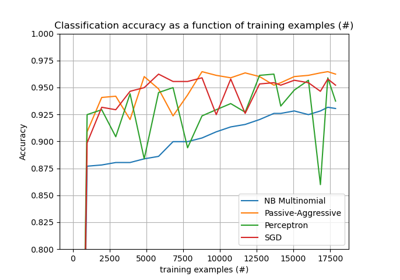 Classification accuracy as a function of training examples (#)
1.000
0.975
0.950
0.925
0.900
0.875
0.850
0.825
0.800
Accuracy
NB Multinomial
Passive-Aggressive
Perceptron
SGD
0 2500 5000 7500 10000 12500 15000 17500
training examples (#)